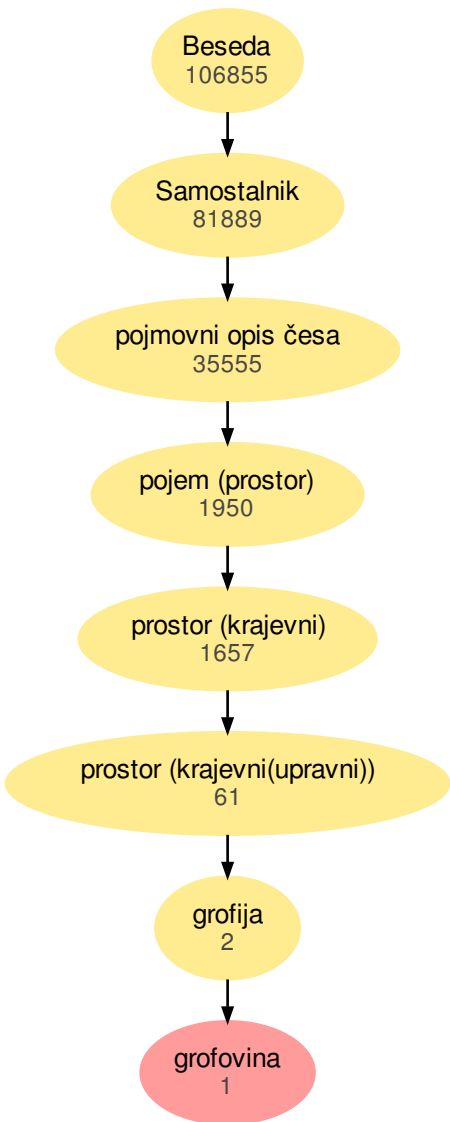 Beseda
106855
Samostalnik
81889
pojmovni opis česa
35555
pojem (prostor)
1950
prostor (krajevni)
1657
prostor (krajevni(upravni))
61
grofija
2
grofovina
1